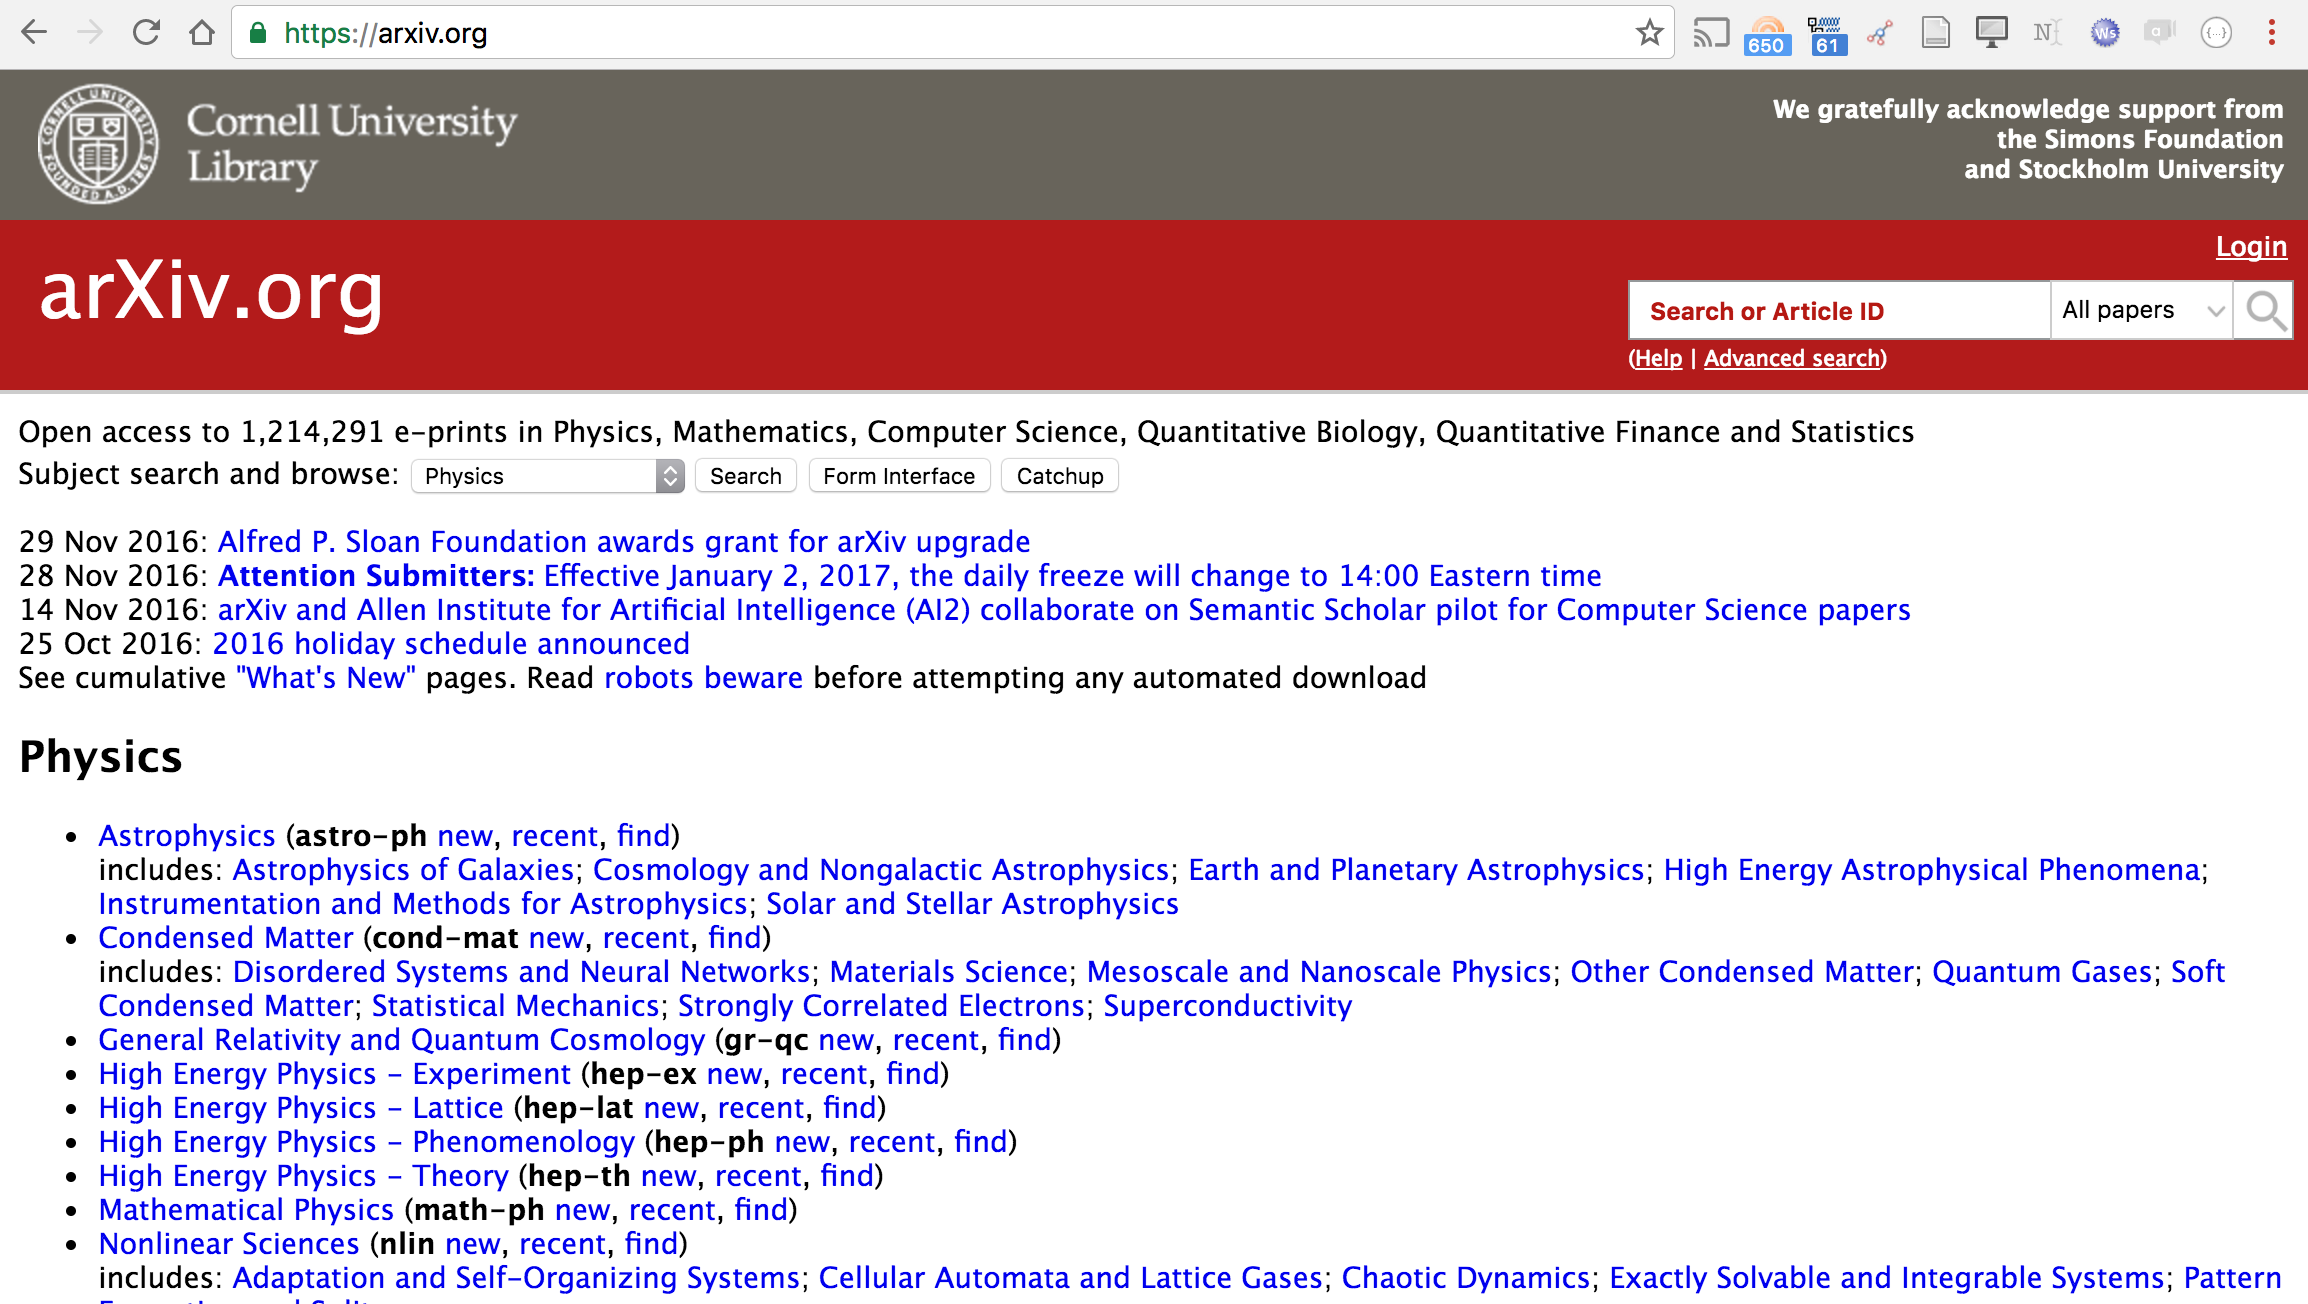 https://arxiv.org
650
61
Ws
a
{...}
CORNELL UNIVERSITY
FOUNDED A.D. 1865
Cornell University
Library
We gratefully acknowledge support from
the Simons Foundation
and Stockholm University
Login
arXiv.org
Search or Article ID
All papers
(Help | Advanced search)
Open access to 1,214,291 e-prints in Physics, Mathematics, Computer Science, Quantitative Biology, Quantitative Finance and Statistics
Subject search and browse: Physics Search Form Interface Catchup
29 Nov 2016: Alfred P. Sloan Foundation awards grant for arXiv upgrade
28 Nov 2016: Attention Submitters: Effective January 2, 2017, the daily freeze will change to 14:00 Eastern time
14 Nov 2016: arXiv and Allen Institute for Artificial Intelligence (AI2) collaborate on Semantic Scholar pilot for Computer Science papers
25 Oct 2016: 2016 holiday schedule announced
See cumulative "What's New" pages. Read robots beware before attempting any automated download
Physics
• Astrophysics (astro-ph new, recent, find)
includes: Astrophysics of Galaxies; Cosmology and Nongalactic Astrophysics; Earth and Planetary Astrophysics; High Energy Astrophysical Phenomena;
Instrumentation and Methods for Astrophysics; Solar and Stellar Astrophysics
• Condensed Matter (cond-mat new, recent, find)
includes: Disordered Systems and Neural Networks; Materials Science; Mesoscale and Nanoscale Physics; Other Condensed Matter; Quantum Gases; Soft
Condensed Matter; Statistical Mechanics; Strongly Correlated Electrons; Superconductivity
• General Relativity and Quantum Cosmology (gr-qc new, recent, find)
• High Energy Physics - Experiment (hep-ex new, recent, find)
• High Energy Physics - Lattice (hep-lat new, recent, find)
• High Energy Physics - Phenomenology (hep-ph new, recent, find)
• High Energy Physics - Theory (hep-th new, recent, find)
• Mathematical Physics (math-ph new, recent, find)
• Nonlinear Sciences (nlin new, recent, find)
includes: Adaptation and Self-Organizing Systems; Cellular Automata and Lattice Gases; Chaotic Dynamics; Exactly Solvable and Integrable Systems; Pattern